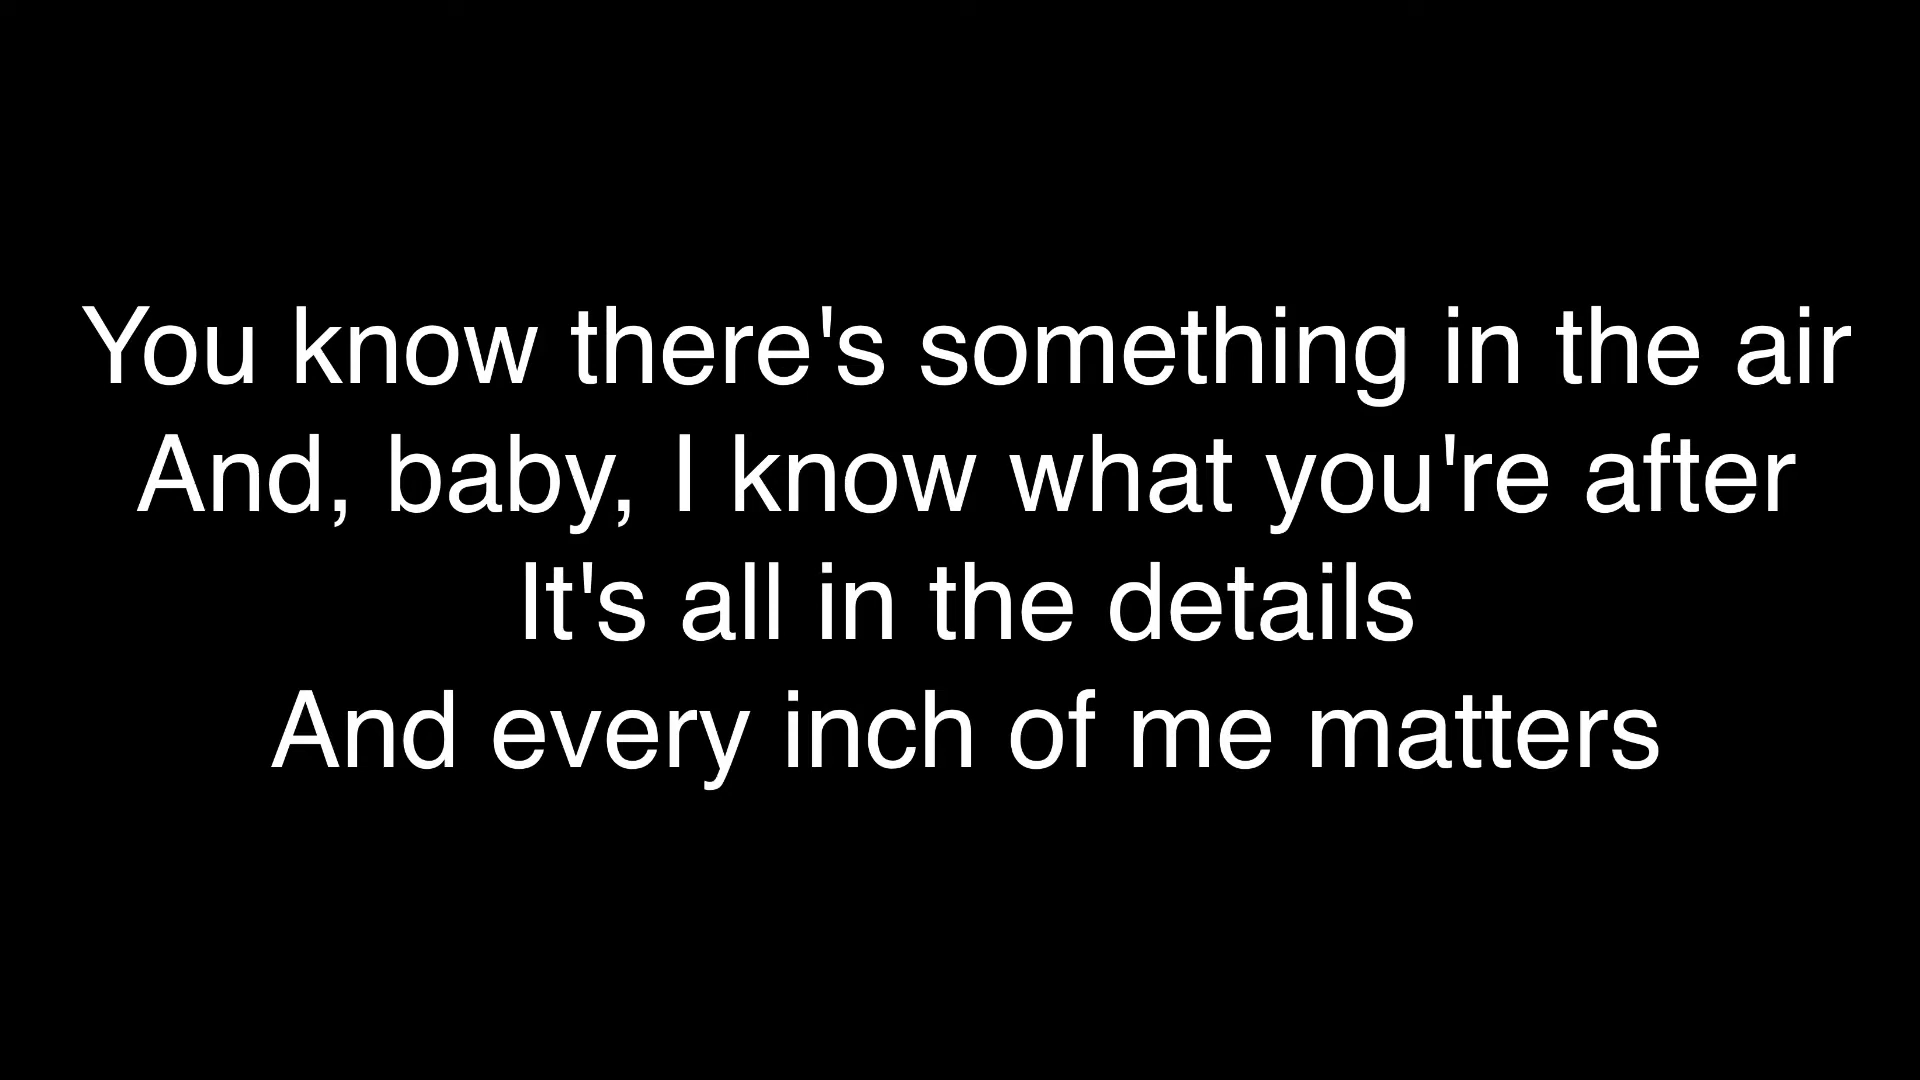 You know there's something in the air
And, baby, I know what you're after
It's all in the details
And every inch of me matters